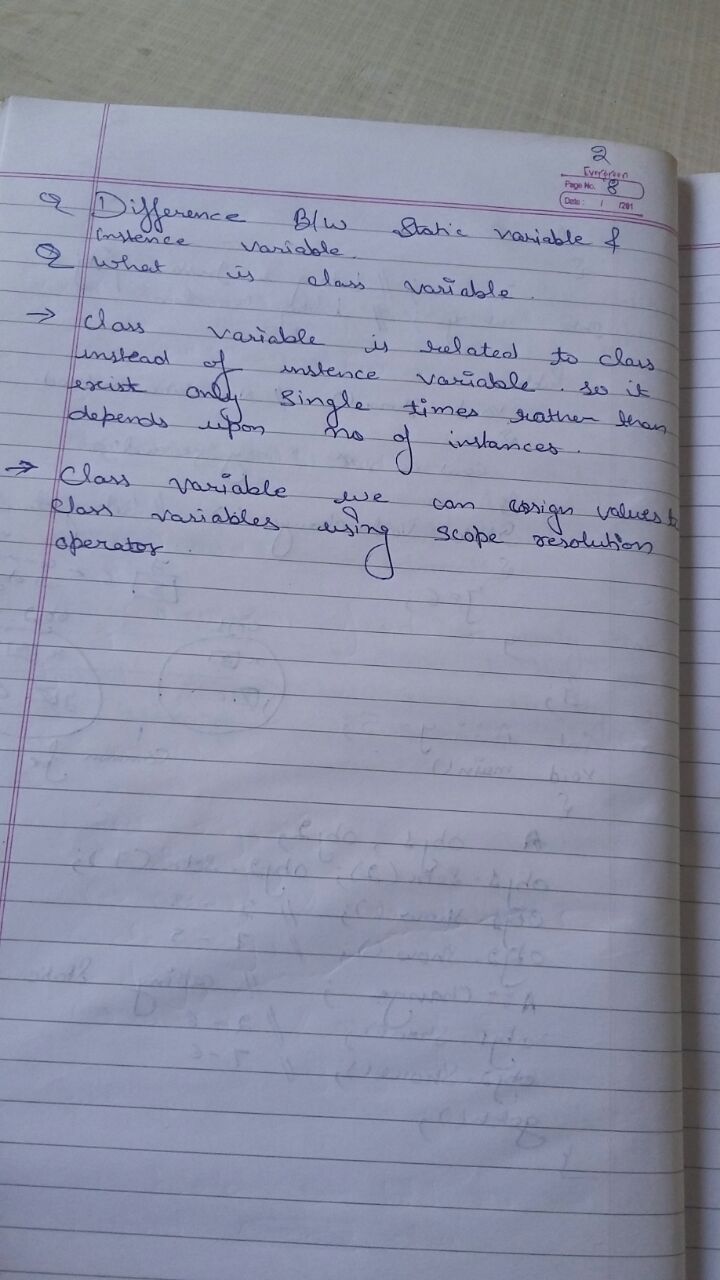 2
Evergreen
Page No. 8
Date: / /201
Q Difference B/w Static variable &
instence variable.
Q What is class variable.
→ Class variable is related to class
instead of instence variable. so it
exist only single times rather than
depends upon no of instances.
→ Class variable we can assign values to
class variables using scope resolution
operator.